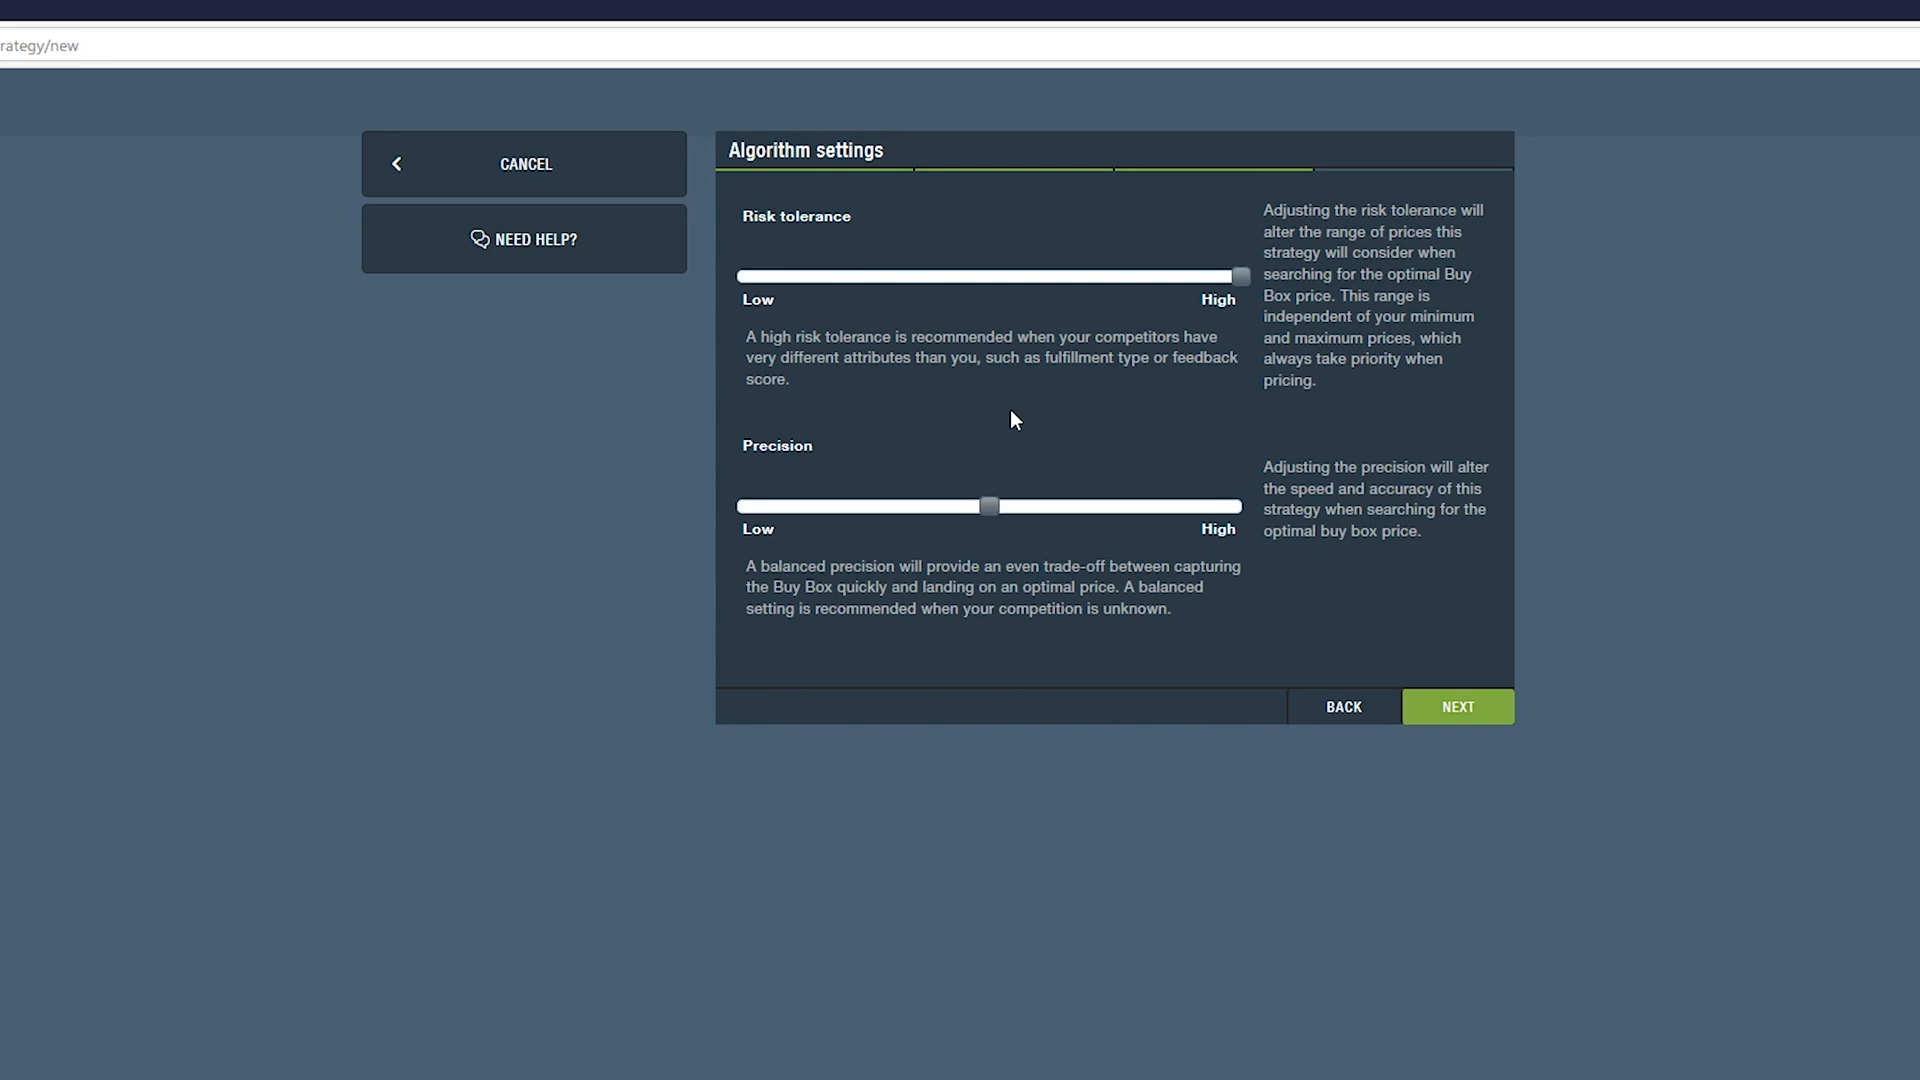 rategy/new
CANCEL
NEED HELP?
Algorithm settings
Risk tolerance
Low
High
A high risk tolerance is recommended when your competitors have
very different attributes than you, such as fulfillment type or feedback
score.
Adjusting the risk tolerance will
alter the range of prices this
strategy will consider when
searching for the optimal Buy
Box price. This range is
independent of your minimum
and maximum prices, which
always take priority when
pricing.
Precision
Low
High
A balanced precision will provide an even trade-off between capturing
the Buy Box quickly and landing on an optimal price. A balanced
setting is recommended when your competition is unknown.
Adjusting the precision will alter
the speed and accuracy of this
strategy when searching for the
optimal buy box price.
BACK
NEXT